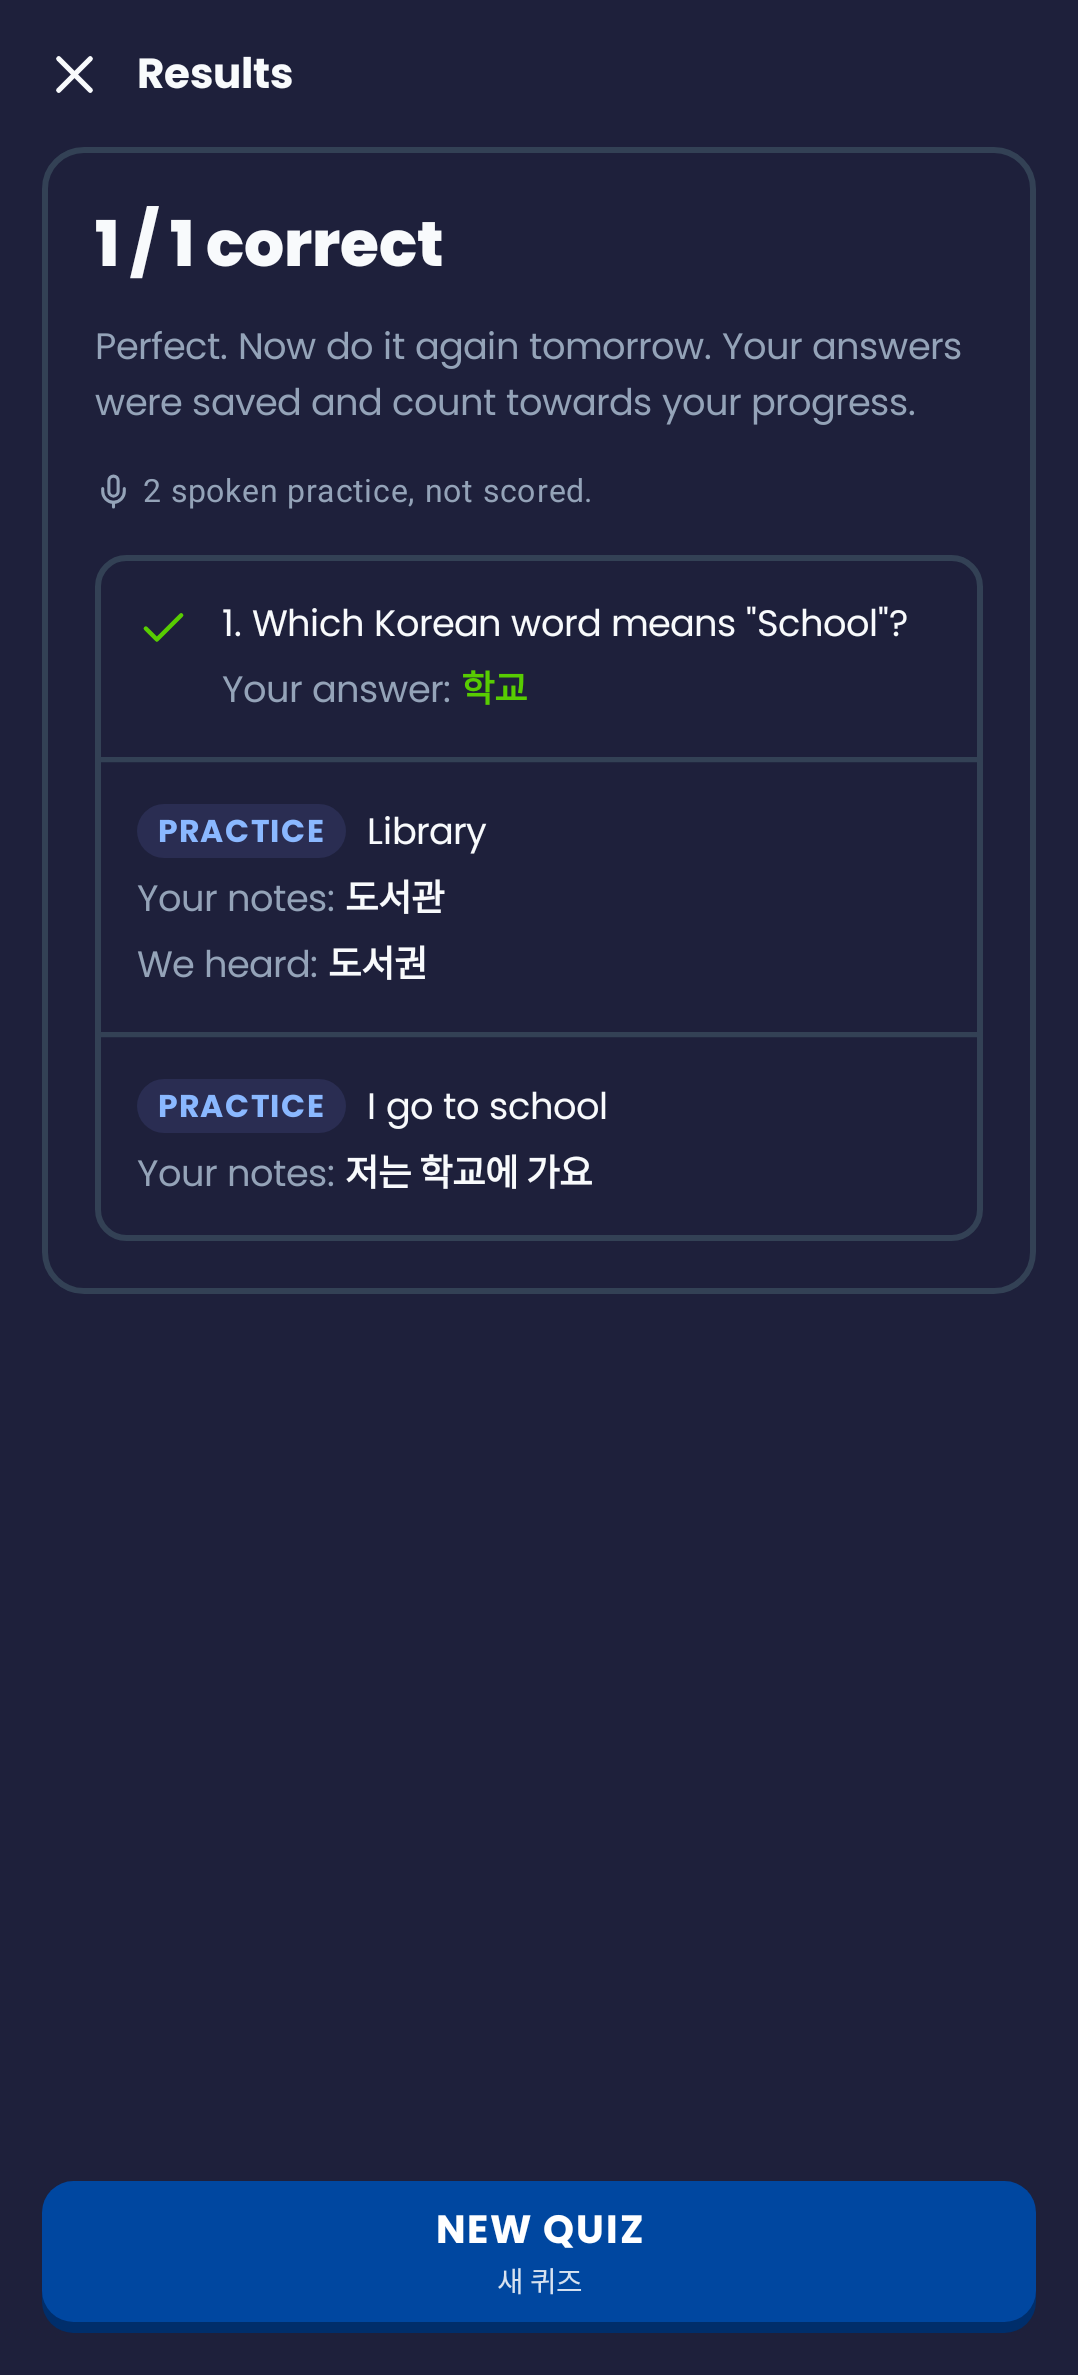 Results
1 / 1 correct
Perfect. Now do it again tomorrow. Your answers
were saved and count towards your progress.
2 spoken practice, not scored.
1. Which Korean word means "School"?
Your answer: 학교
PRACTICE Library
Your notes: 도서관
We heard: 도서권
PRACTICE I go to school
Your notes: 저는 학교에 가요
NEW QUIZ
새 퀴즈